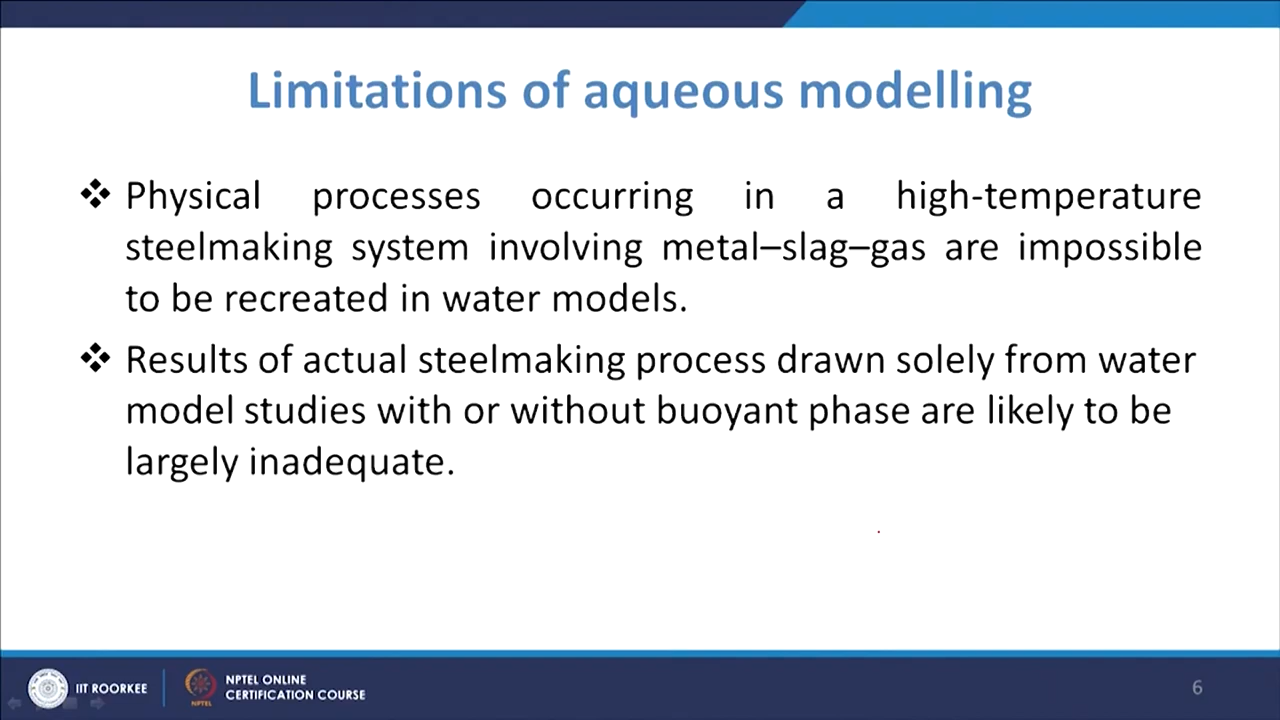 Limitations of aqueous modelling
❖ Physical processes occurring in a high-temperature
steelmaking system involving metal–slag–gas are impossible
to be recreated in water models.
❖ Results of actual steelmaking process drawn solely from water
model studies with or without buoyant phase are likely to be
largely inadequate.
IIT ROORKEE
NPTEL
NPTEL ONLINE
CERTIFICATION COURSE
6